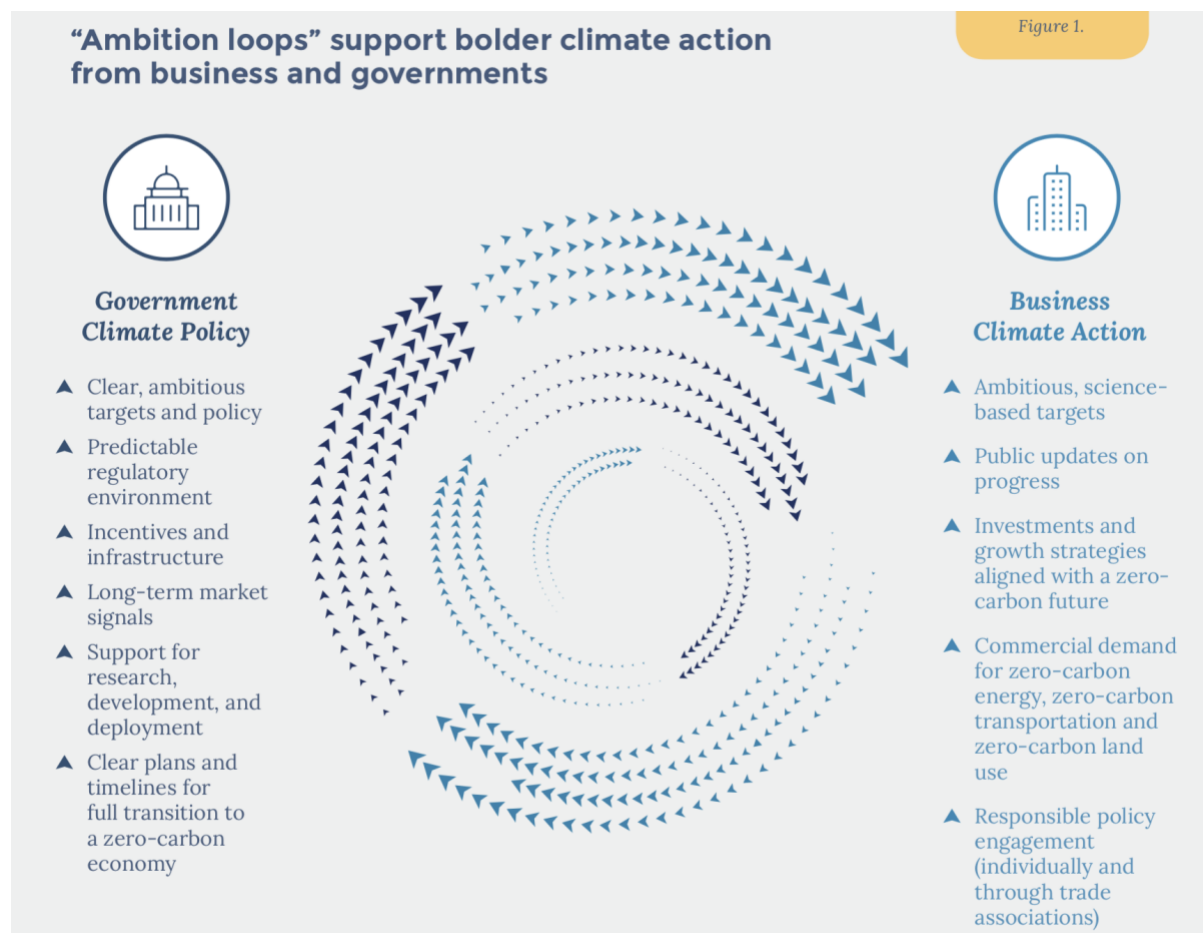 “Ambition loops” support bolder climate action
from business and governments
Figure 1.
Government
Climate Policy
Clear, ambitious
targets and policy
Predictable
regulatory
environment
Incentives and
infrastructure
Long-term market
signals
Support for
research,
development, and
deployment
Clear plans and
timelines for
full transition to
a zero-carbon
economy
Business
Climate Action
Ambitious, science-
based targets
Public updates on
progress
Investments and
growth strategies
aligned with a zero-
carbon future
Commercial demand
for zero-carbon
energy, zero-carbon
transportation and
zero-carbon land
use
Responsible policy
engagement
(individually and
through trade
associations)